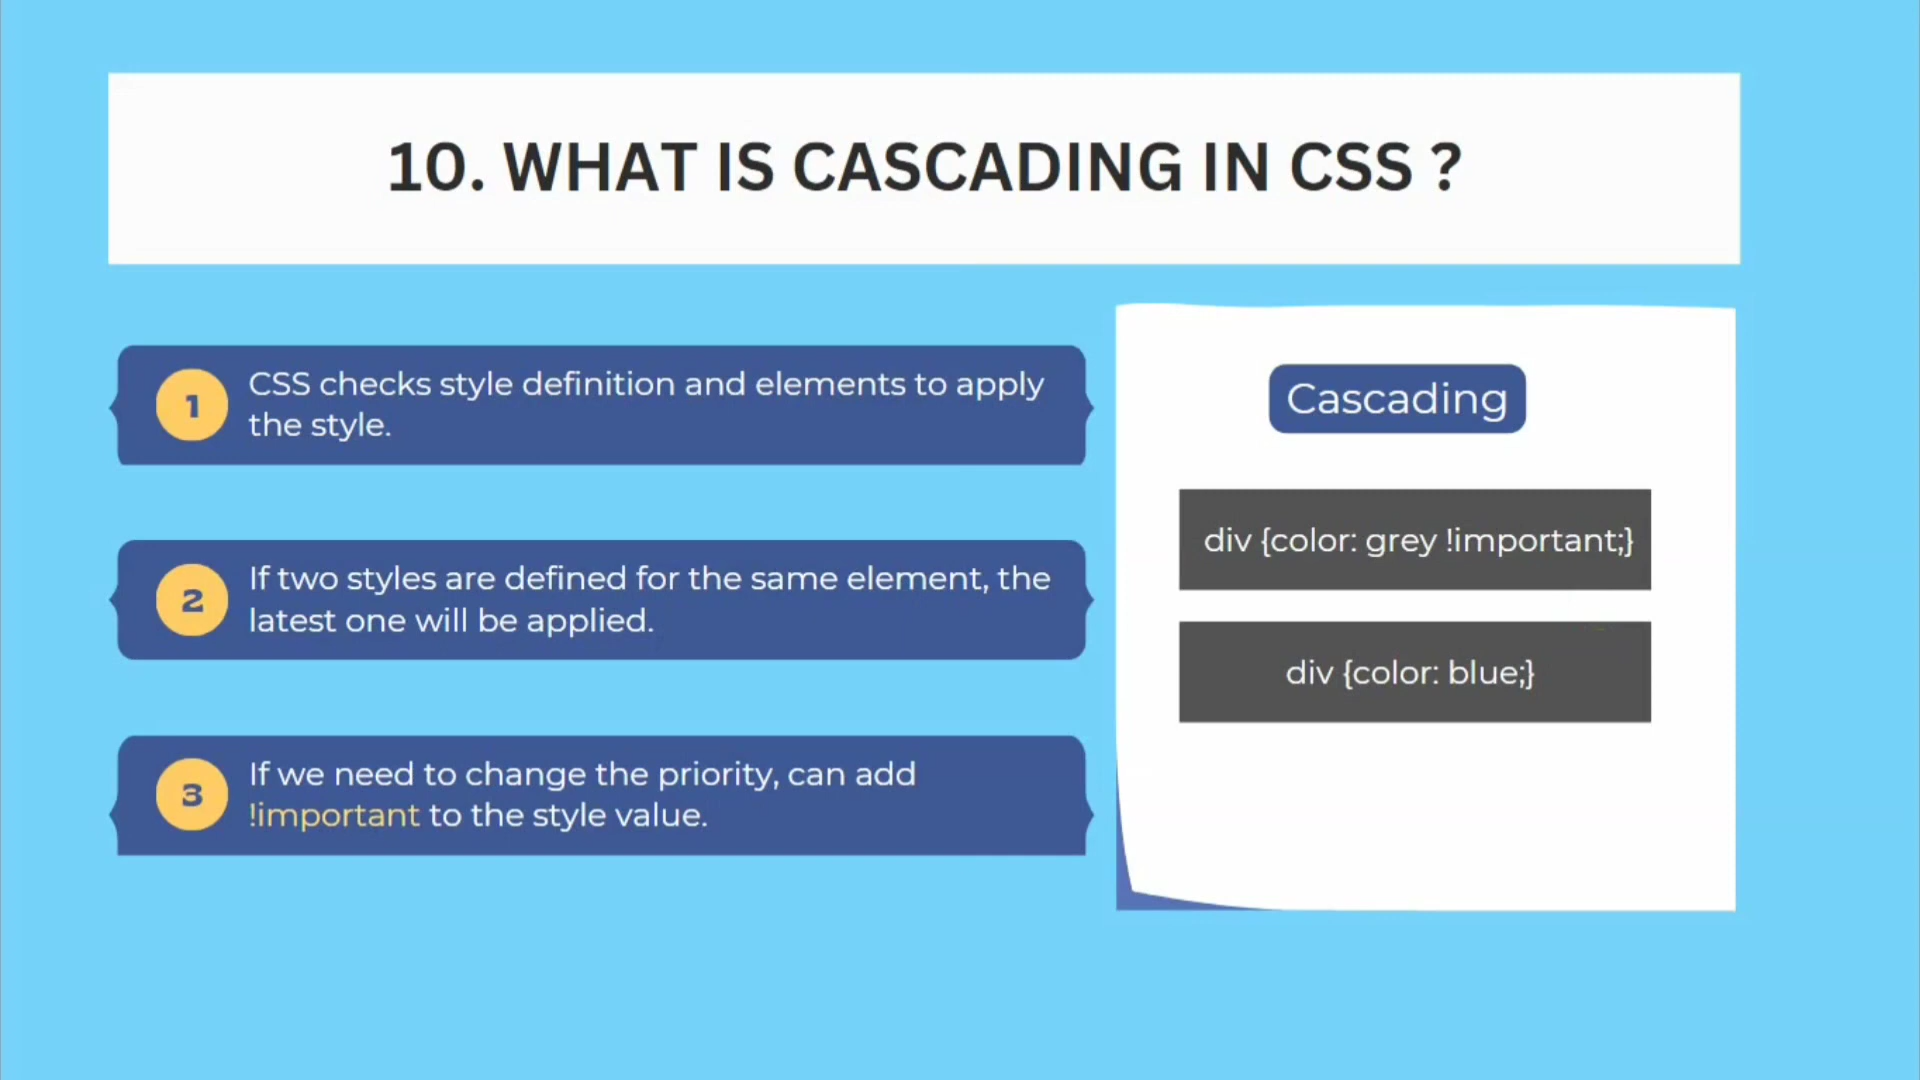 10. WHAT IS CASCADING IN CSS ?
1
CSS checks style definition and elements to apply
the style.
2
If two styles are defined for the same element, the
latest one will be applied.
3
If we need to change the priority, can add
!important to the style value.
Cascading
div {color: grey !important;}
div {color: blue;}